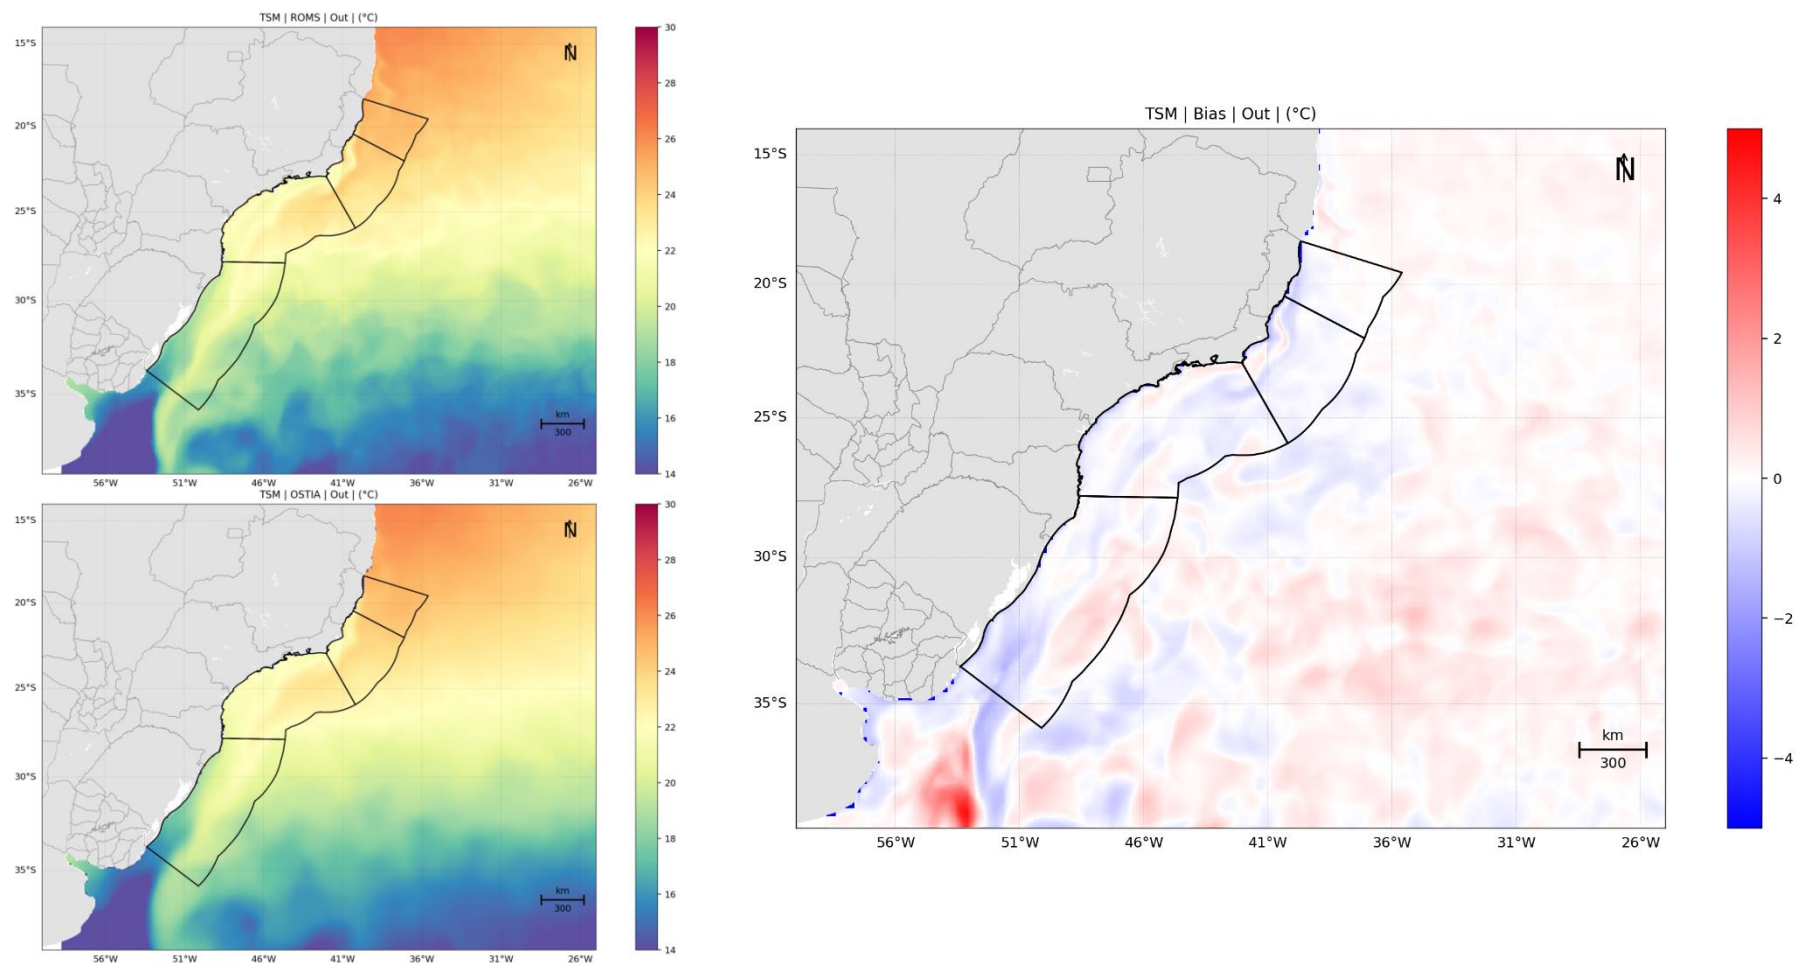 TSM | ROMS | Out | (°C)
N
15°S
20°S
25°S
30°S
35°S
km
300
56°W 51°W 46°W 41°W 36°W 31°W 26°W
30
28
26
24
22
20
18
16
14
TSM | OSTIA | Out | (°C)
N
15°S
20°S
25°S
30°S
35°S
km
300
56°W 51°W 46°W 41°W 36°W 31°W 26°W
30
28
26
24
22
20
18
16
14
TSM | Bias | Out | (°C)
N
15°S
20°S
25°S
30°S
35°S
km
300
56°W 51°W 46°W 41°W 36°W 31°W 26°W
4
2
0
−2
−4